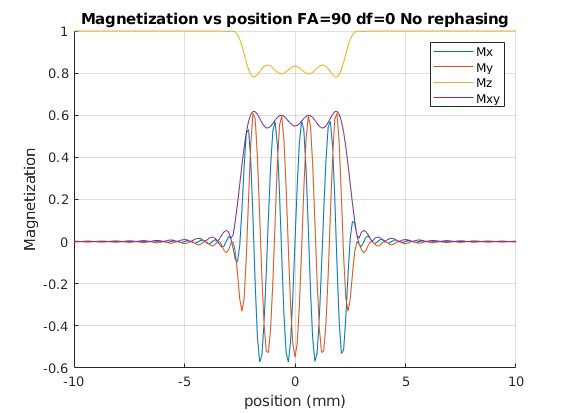 Magnetization vs position FA=90 df=0 No rephasing
Magnetization
1
0.8
0.6
0.4
0.2
0
-0.2
-0.4
-0.6
Mx
My
Mz
Mxy
-10
-5
0
5
10
position (mm)